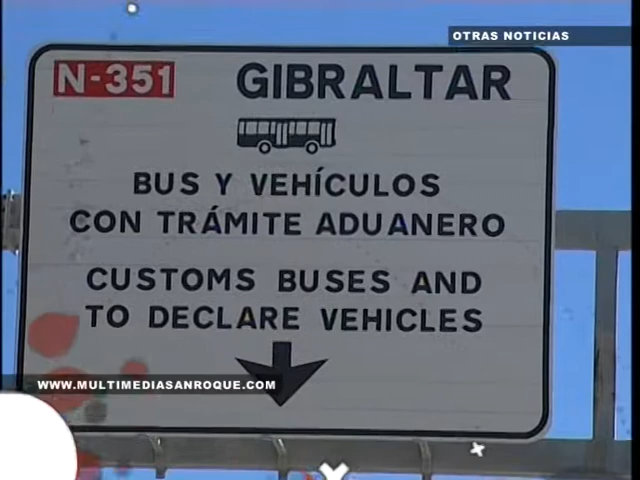 OTRAS NOTICIAS
N-351 GIBRALTAR
BUS Y VEHÍCULOS
CON TRÁMITE ADUANERO
CUSTOMS BUSES AND
TO DECLARE VEHICLES
WWW.MULTIMEDIASANROQUE.COM